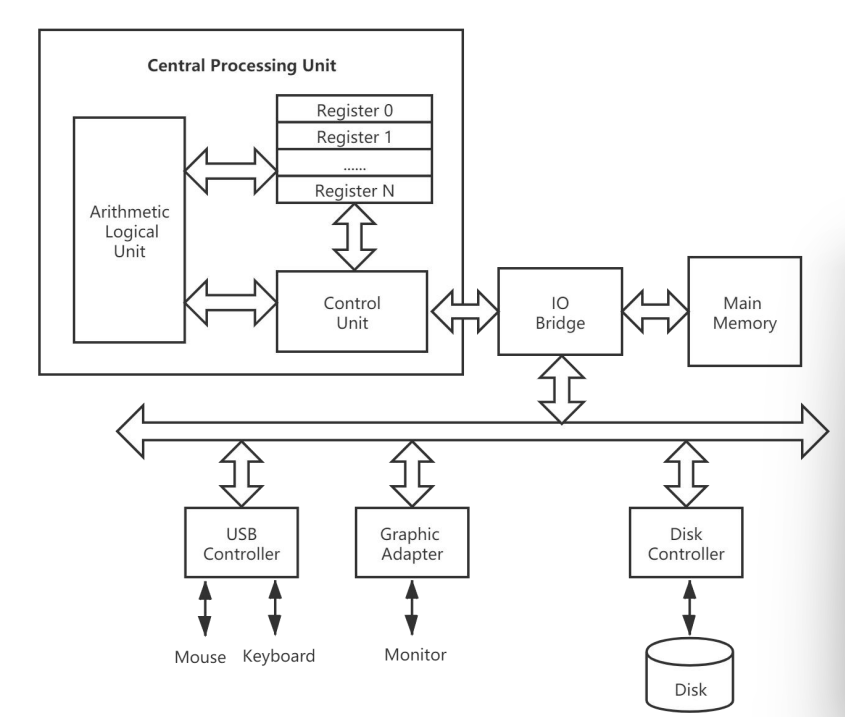 Central Processing Unit
Register 0
Register 1
......
Register N
Arithmetic
Logical
Unit
Control
Unit
IO
Bridge
Main
Memory
USB
Controller
Graphic
Adapter
Disk
Controller
Mouse
Keyboard
Monitor
Disk